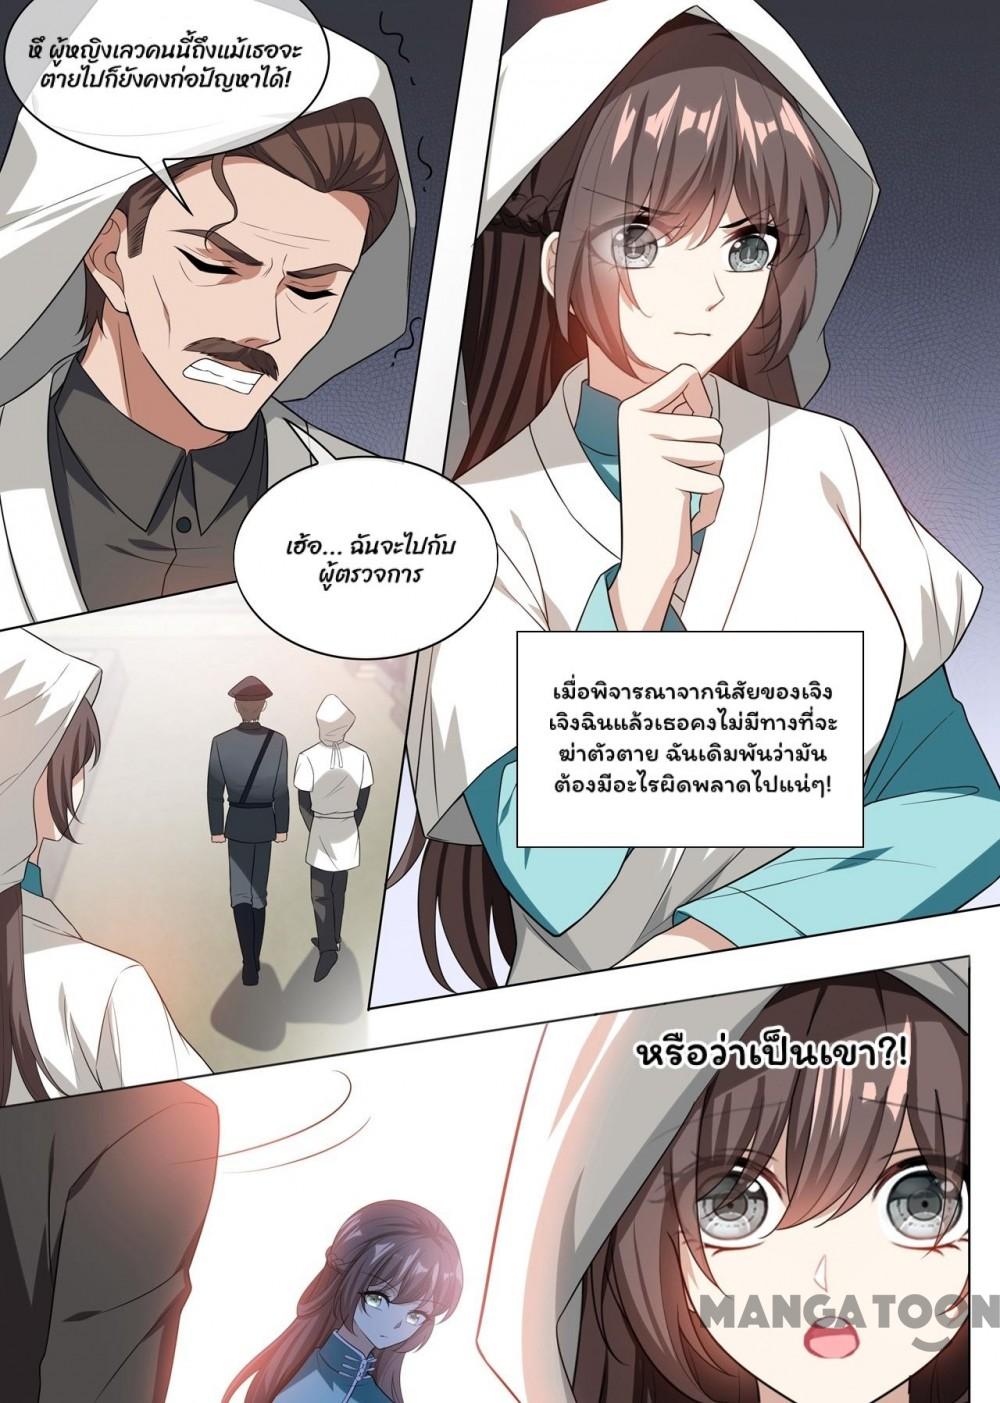 หึ ผู้หญิงเลวคนนี้ถึงแม้เธอจะ
ตายไปก็ยังคงก่อปัญหาได้!
เฮ้อ... ฉันจะไปกับ
ผู้ตรวจการ
เมื่อพิจารณาจากนิสัยของเจิง
เจิงฉินแล้วเธอคงไม่มีทางที่จะ
ฆ่าตัวตาย ฉันเดิมพันว่ามัน
ต้องมีอะไรผิดพลาดไปแน่ๆ!
หรือว่าเป็นเขา?!
MANGATOON